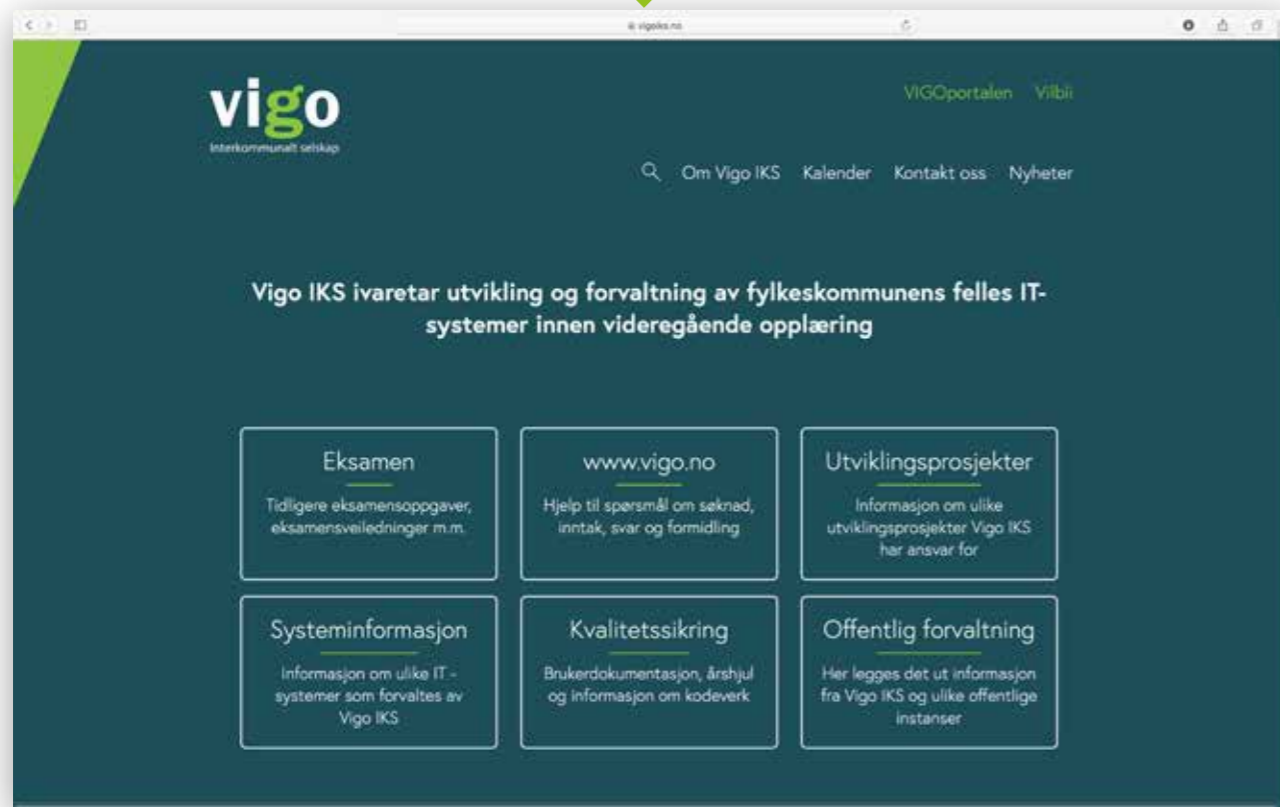 vigoiks.no
vigo
Interkommunalt selskap
VIGOportalen Vilbli
Om Vigo IKS Kalender Kontakt oss Nyheter
Vigo IKS ivaretar utvikling og forvaltning av fylkeskommunens felles IT-
systemer innen videregående opplæring
Eksamen
Tidligere eksamensoppgaver,
eksamensveiledninger m.m.
www.vigo.no
Hjelp til spørsmål om søknad,
inntak, svar og formidling
Utviklingsprosjekter
Informasjon om ulike
utviklingsprosjekter Vigo IKS
har ansvar for
Systeminformasjon
Informasjon om ulike IT -
systemer som forvaltes av
Vigo IKS
Kvalitetssikring
Brukerdokumentasjon, årshjul
og informasjon om kodeverk
Offentlig forvaltning
Her legges det ut informasjon
fra Vigo IKS og ulike offentlige
instanser